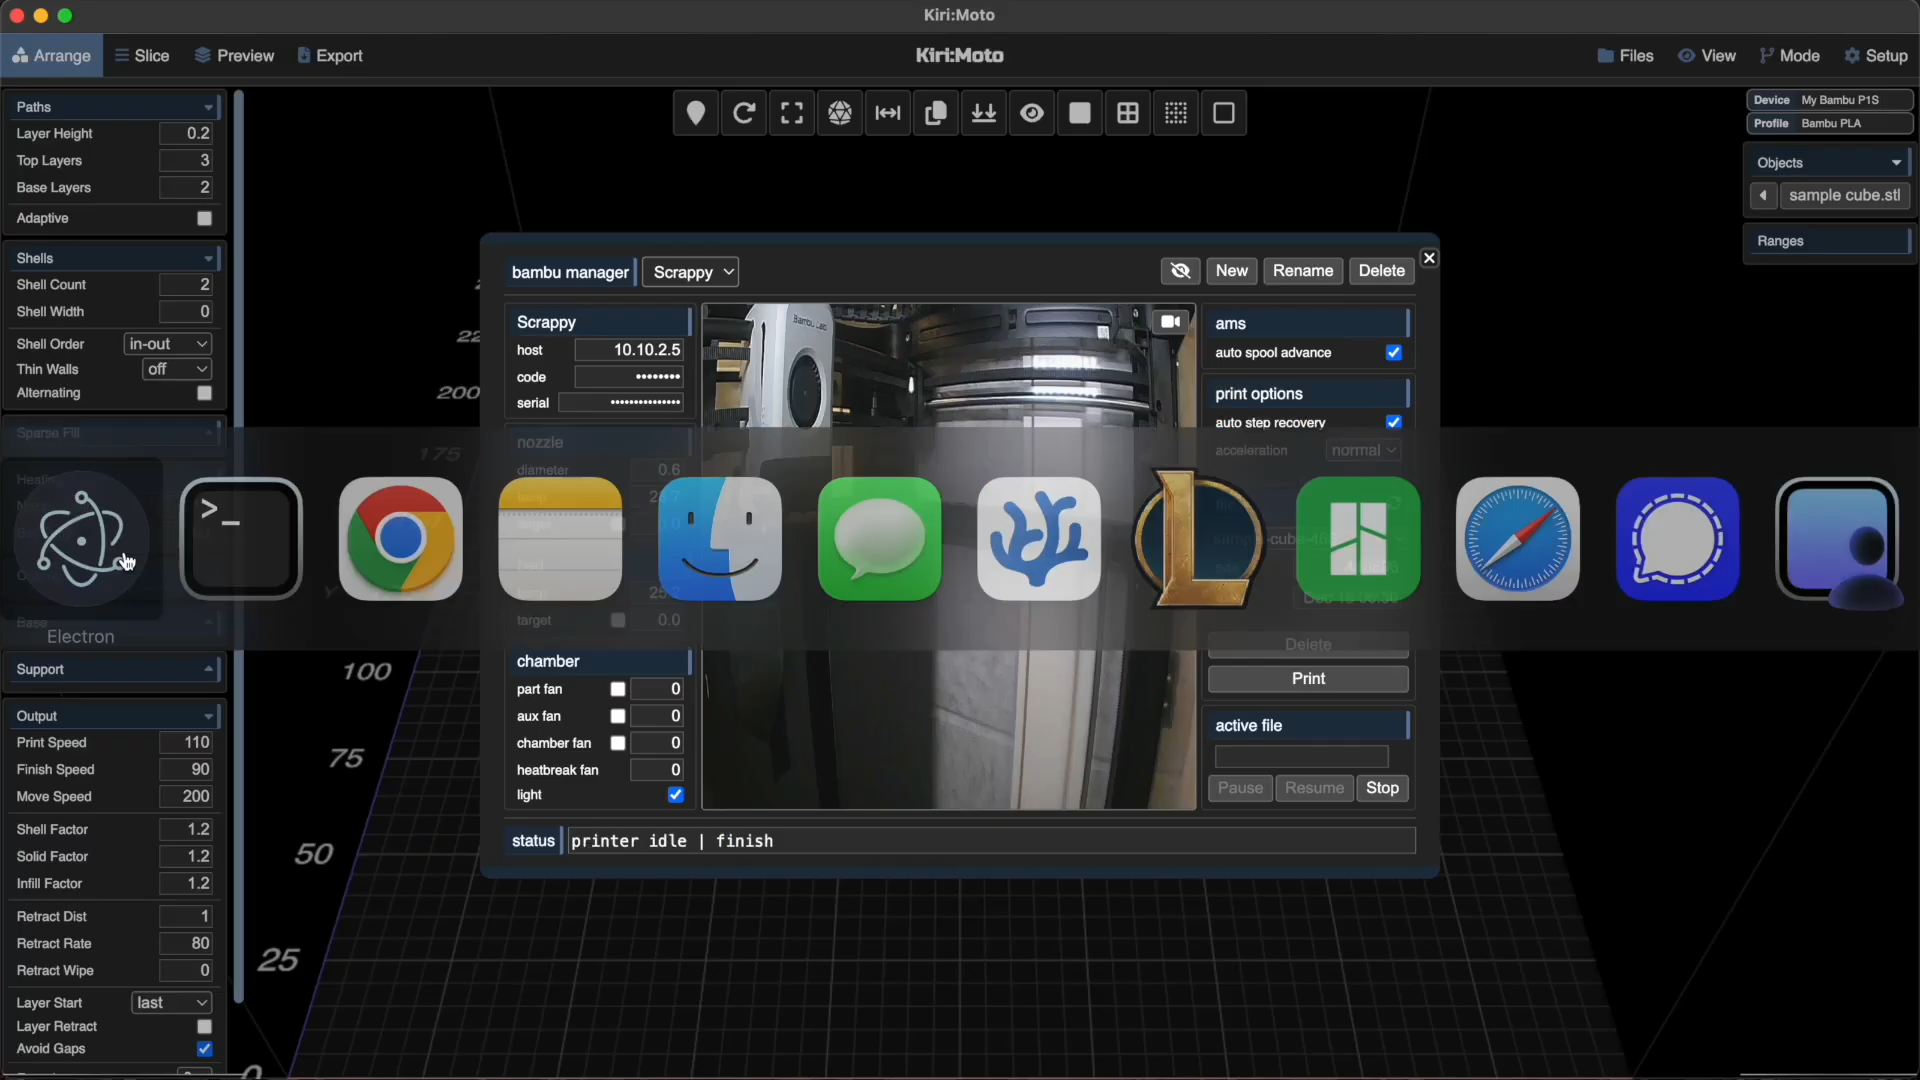 Kiri:Moto
Arrange
Slice
Preview
Export
Kiri:Moto
Files
View
Mode
Setup
Paths
Layer Height 0.2
Top Layers 3
Base Layers 2
Adaptive
Shells
Shell Count 2
Shell Width 0
Shell Order in-out
Thin Walls off
Alternating
Sparse Fill
Base
Support
Output
Print Speed 110
Finish Speed 90
Move Speed 200
Shell Factor 1.2
Solid Factor 1.2
Infill Factor 1.2
Retract Dist 1
Retract Rate 80
Retract Wipe 0
Layer Start last
Layer Retract
Avoid Gaps
200
175
100
75
50
25
0
bambu manager Scrappy
New
Rename
Delete
Scrappy
host 10.10.2.5
code ••••••••
serial •••••••••••••••
nozzle
diameter 0.6
target 0.0
chamber
part fan 0
aux fan 0
chamber fan 0
heatbreak fan 0
light
Bambu Lab
ams
auto spool advance
print options
auto step recovery
acceleration normal
Delete
Print
active file
Pause
Resume
Stop
status printer idle | finish
Device My Bambu P1S
Profile Bambu PLA
Objects
sample cube.stl
Ranges
>_
L
Electron